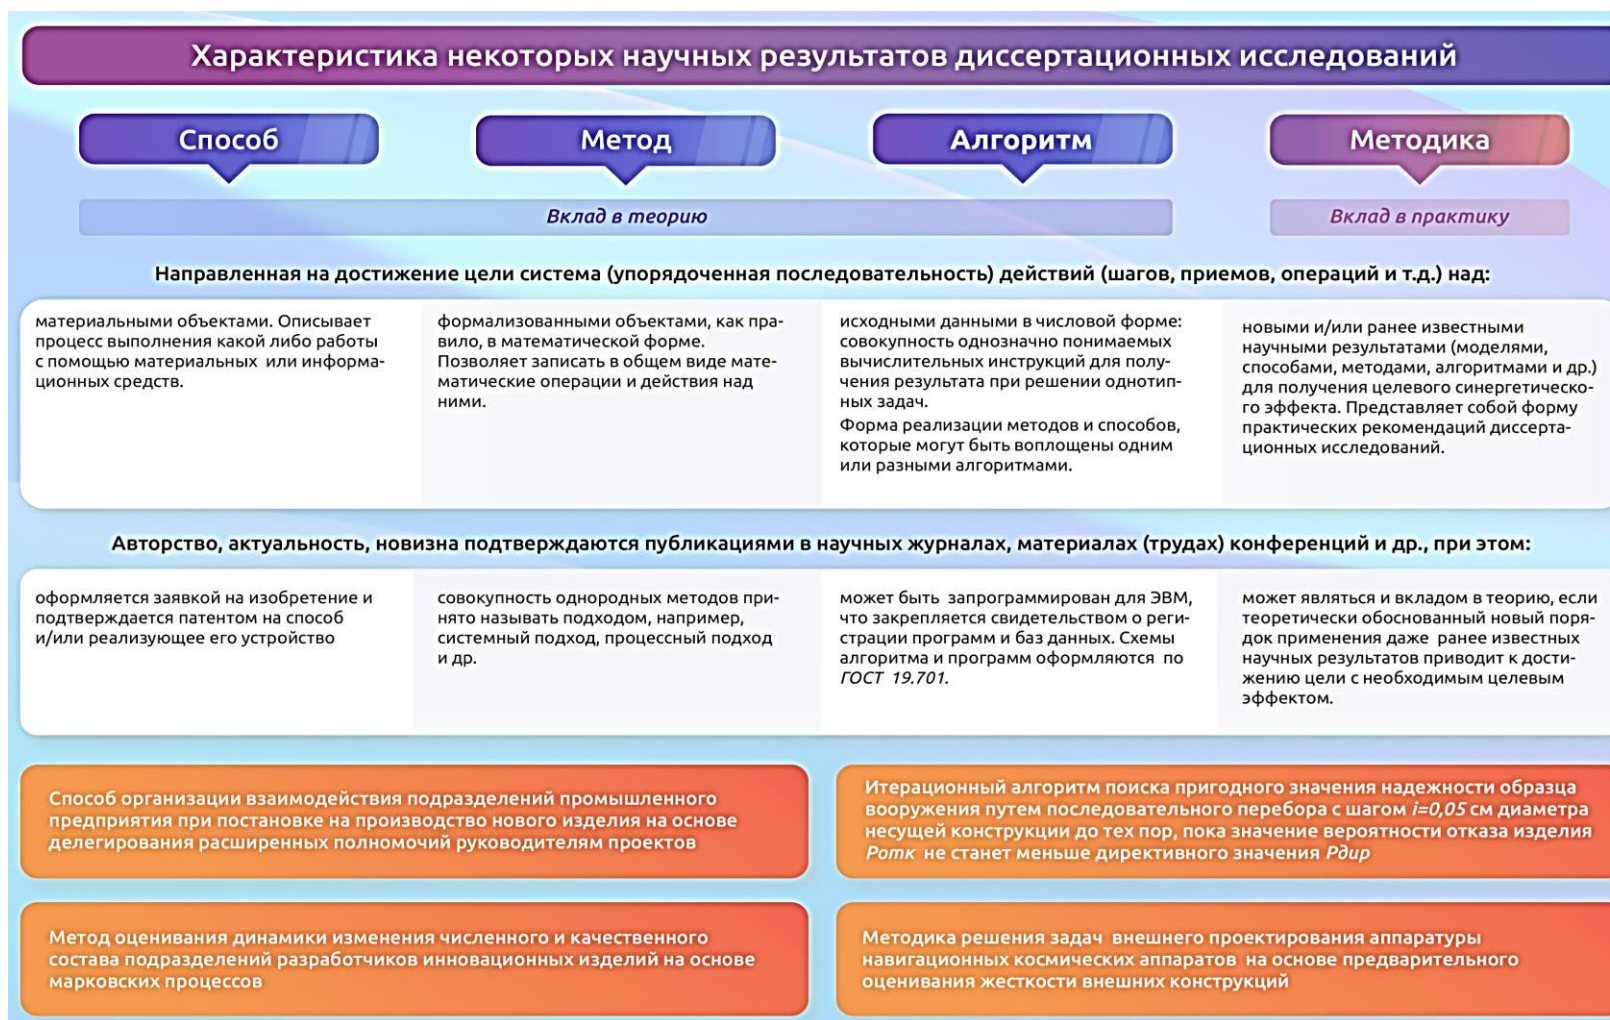 Характеристика некоторых научных результатов диссертационных исследований
Способ
Метод
Алгоритм
Методика
Вклад в теорию
Вклад в практику
Направленная на достижение цели система (упорядоченная последовательность) действий (шагов, приемов, операций и т.д.) над:
материальными объектами. Описывает
процесс выполнения какой либо работы
с помощью материальных или информа-
ционных средств.
формализованными объектами, как пра-
вило, в математической форме.
Позволяет записать в общем виде мате-
матические операции и действия над
ними.
исходными данными в числовой форме:
совокупность однозначно понимаемых
вычислительных инструкций для полу-
чения результата при решении однотип-
ных задач.
Форма реализации методов и способов,
которые могут быть воплощены одним
или разными алгоритмами.
новыми и/или ранее известными
научными результатами (моделями,
способами, методами, алгоритмами и др.)
для получения целевого синергетическо-
го эффекта. Представляет собой форму
практических рекомендаций диссерта-
ционных исследований.
Авторство, актуальность, новизна подтверждаются публикациями в научных журналах, материалах (трудах) конференций и др., при этом:
оформляется заявкой на изобретение и
подтверждается патентом на способ
и/или реализующее его устройство
совокупность однородных методов при-
нято называть подходом, например,
системный подход, процессный подход
и др.
может быть запрограммирован для ЭВМ,
что закрепляется свидетельством о реги-
страции программ и баз данных. Схемы
алгоритма и программ оформляются по
ГОСТ 19.701.
может являться и вкладом в теорию, если
теоретически обоснованный новый поря-
док применения даже ранее известных
научных результатов приводит к дости-
жению цели с необходимым целевым
эффектом.
Способ организации взаимодействия подразделений промышленного
предприятия при постановке на производство нового изделия на основе
делегирования расширенных полномочий руководителям проектов
Итерационный алгоритм поиска пригодного значения надежности образца
вооружения путем последовательного перебора с шагом i=0,05 см диаметра
несущей конструкции до тех пор, пока значение вероятности отказа изделия
Ротк не станет меньше директивного значения Рдир
Метод оценивания динамики изменения численного и качественного
состава подразделений разработчиков инновационных изделий на основе
марковских процессов
Методика решения задач внешнего проектирования аппаратуры
навигационных космических аппаратов на основе предварительного
оценивания жесткости внешних конструкций